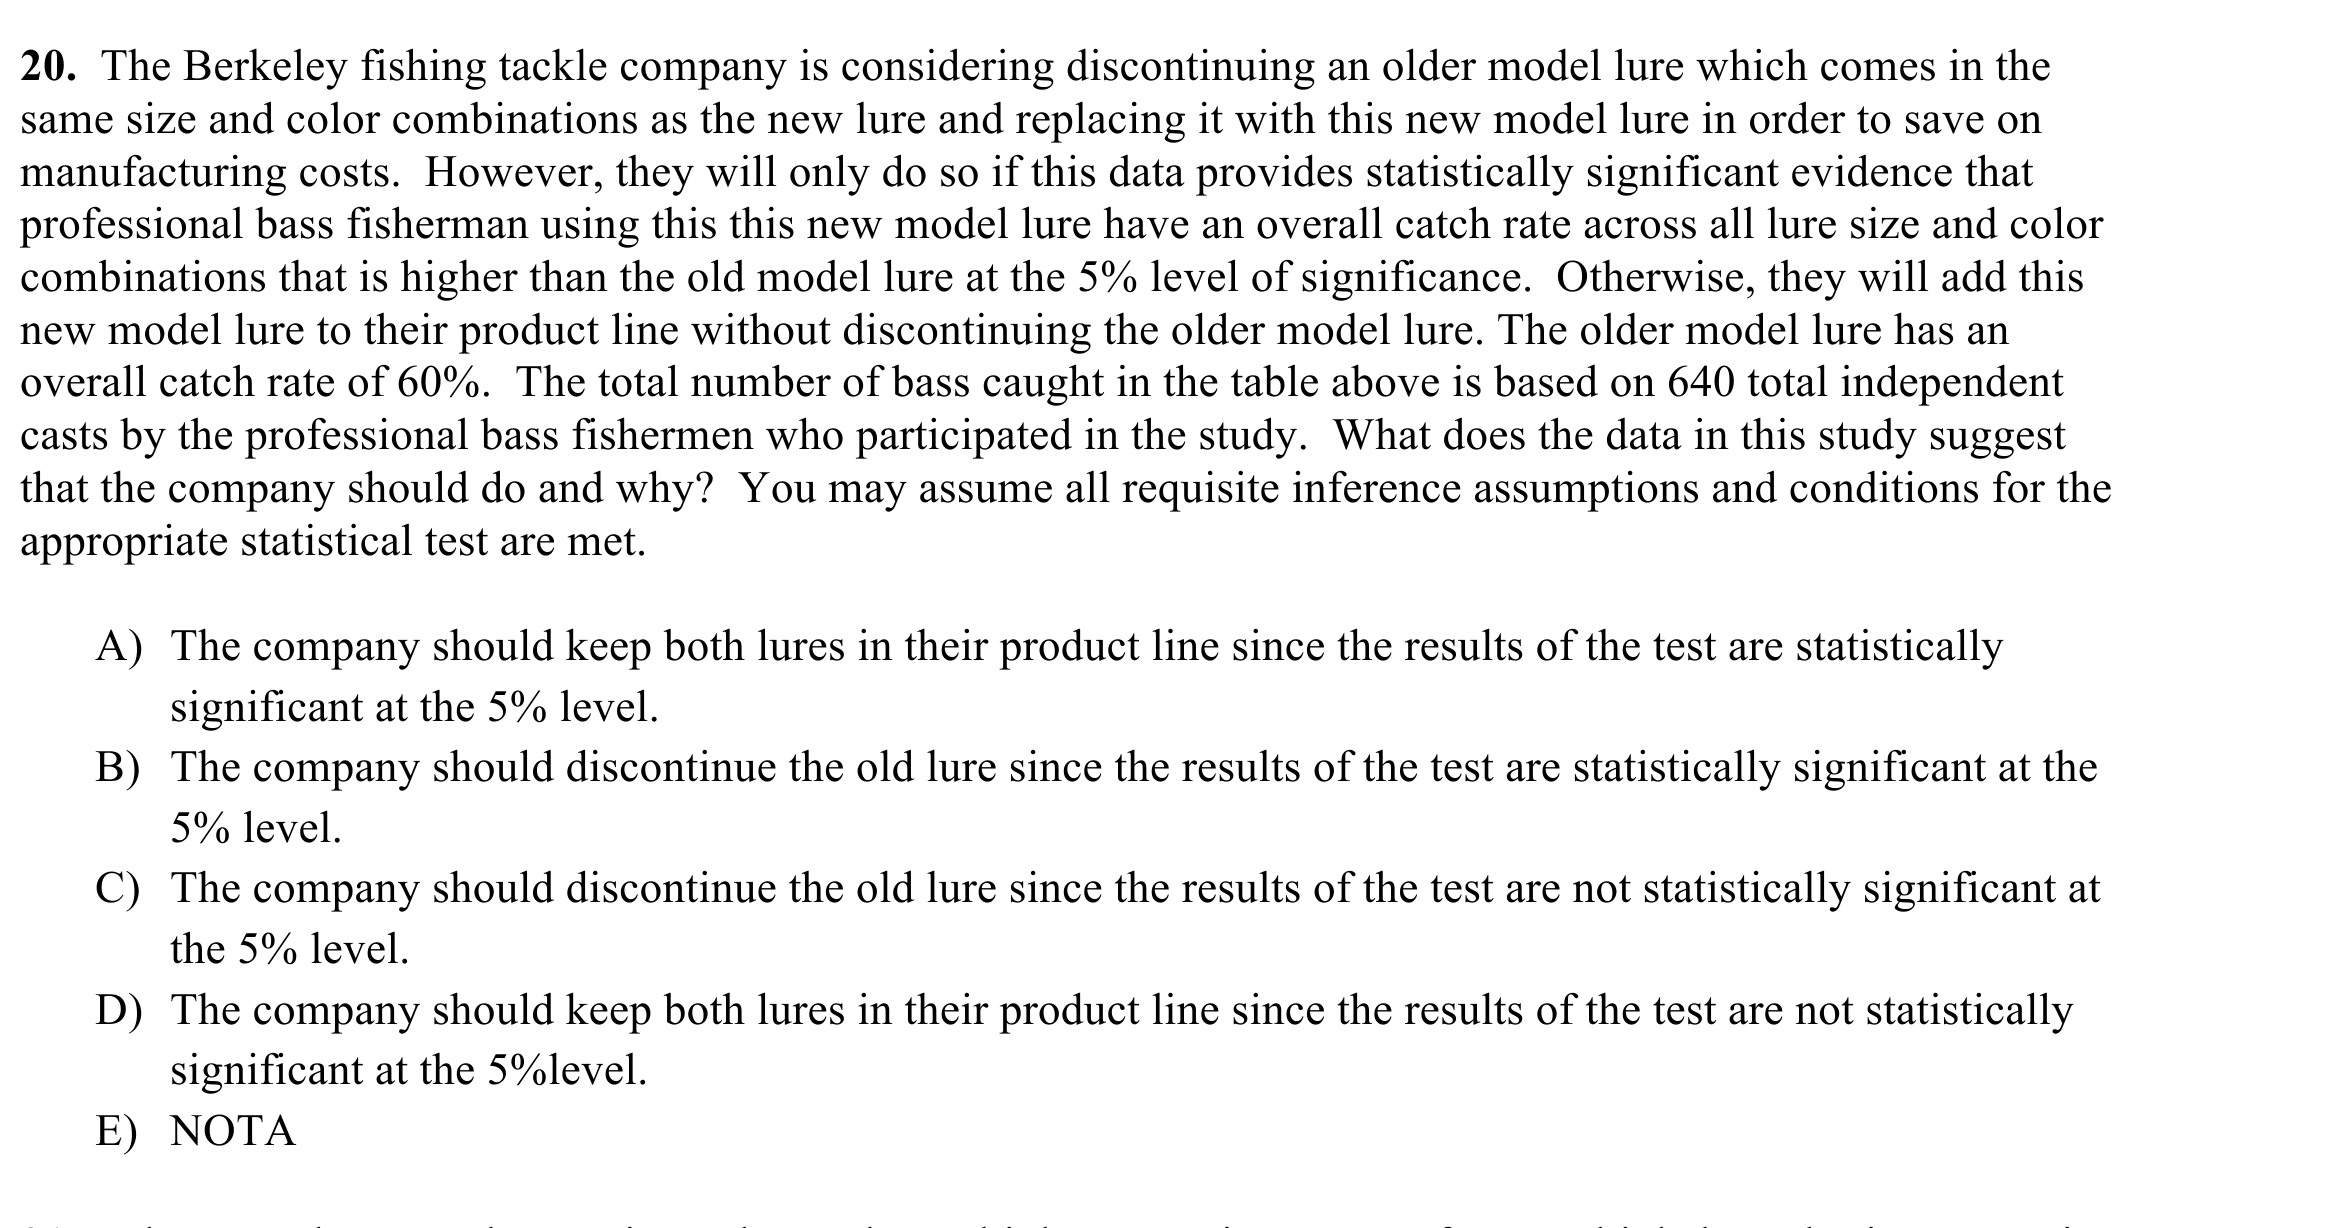 20. The Berkeley fishing tackle company is considering discontinuing an older model lure which comes in the
same size and color combinations as the new lure and replacing it with this new model lure in order to save on
manufacturing costs. However, they will only do so if this data provides statistically significant evidence that
professional bass fisherman using this this new model lure have an overall catch rate across all lure size and color
combinations that is higher than the old model lure at the 5% level of significance. Otherwise, they will add this
new model lure to their product line without discontinuing the older model lure. The older model lure has an
overall catch rate of 60%. The total number of bass caught in the table above is based on 640 total independent
casts by the professional bass fishermen who participated in the study. What does the data in this study suggest
that the company should do and why? You may assume all requisite inference assumptions and conditions for the
appropriate statistical test are met.
A) The company should keep both lures in their product line since the results of the test are statistically
significant at the 5% level.
B) The company should discontinue the old lure since the results of the test are statistically significant at the
5% level.
C) The company should discontinue the old lure since the results of the test are not statistically significant at
the 5% level.
D) The company should keep both lures in their product line since the results of the test are not statistically
significant at the 5%level.
E) NOTA